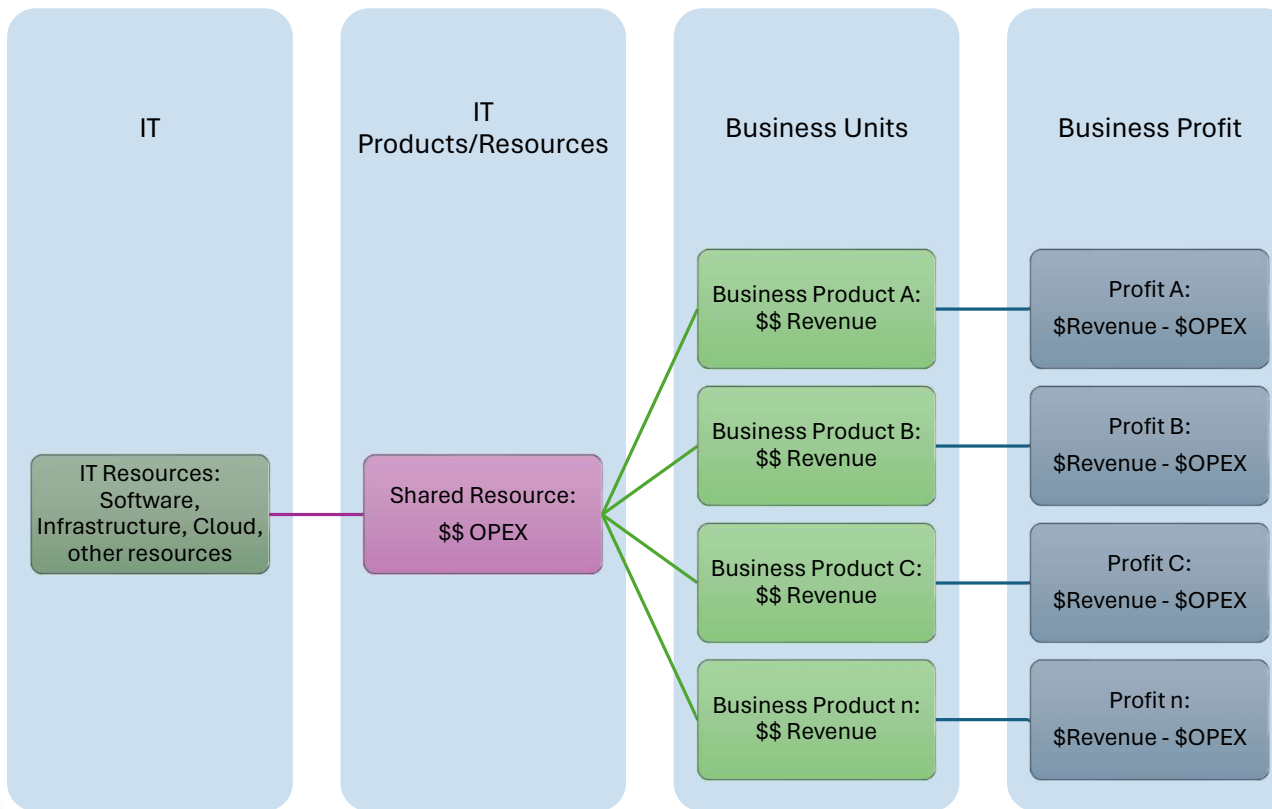 IT
IT
Products/Resources
Business Units
Business Profit
IT Resources:
Software,
Infrastructure, Cloud,
other resources
Shared Resource:
$$ OPEX
Business Product A:
$$ Revenue
Business Product B:
$$ Revenue
Business Product C:
$$ Revenue
Business Product n:
$$ Revenue
Profit A:
$Revenue - $OPEX
Profit B:
$Revenue - $OPEX
Profit C:
$Revenue - $OPEX
Profit n:
$Revenue - $OPEX